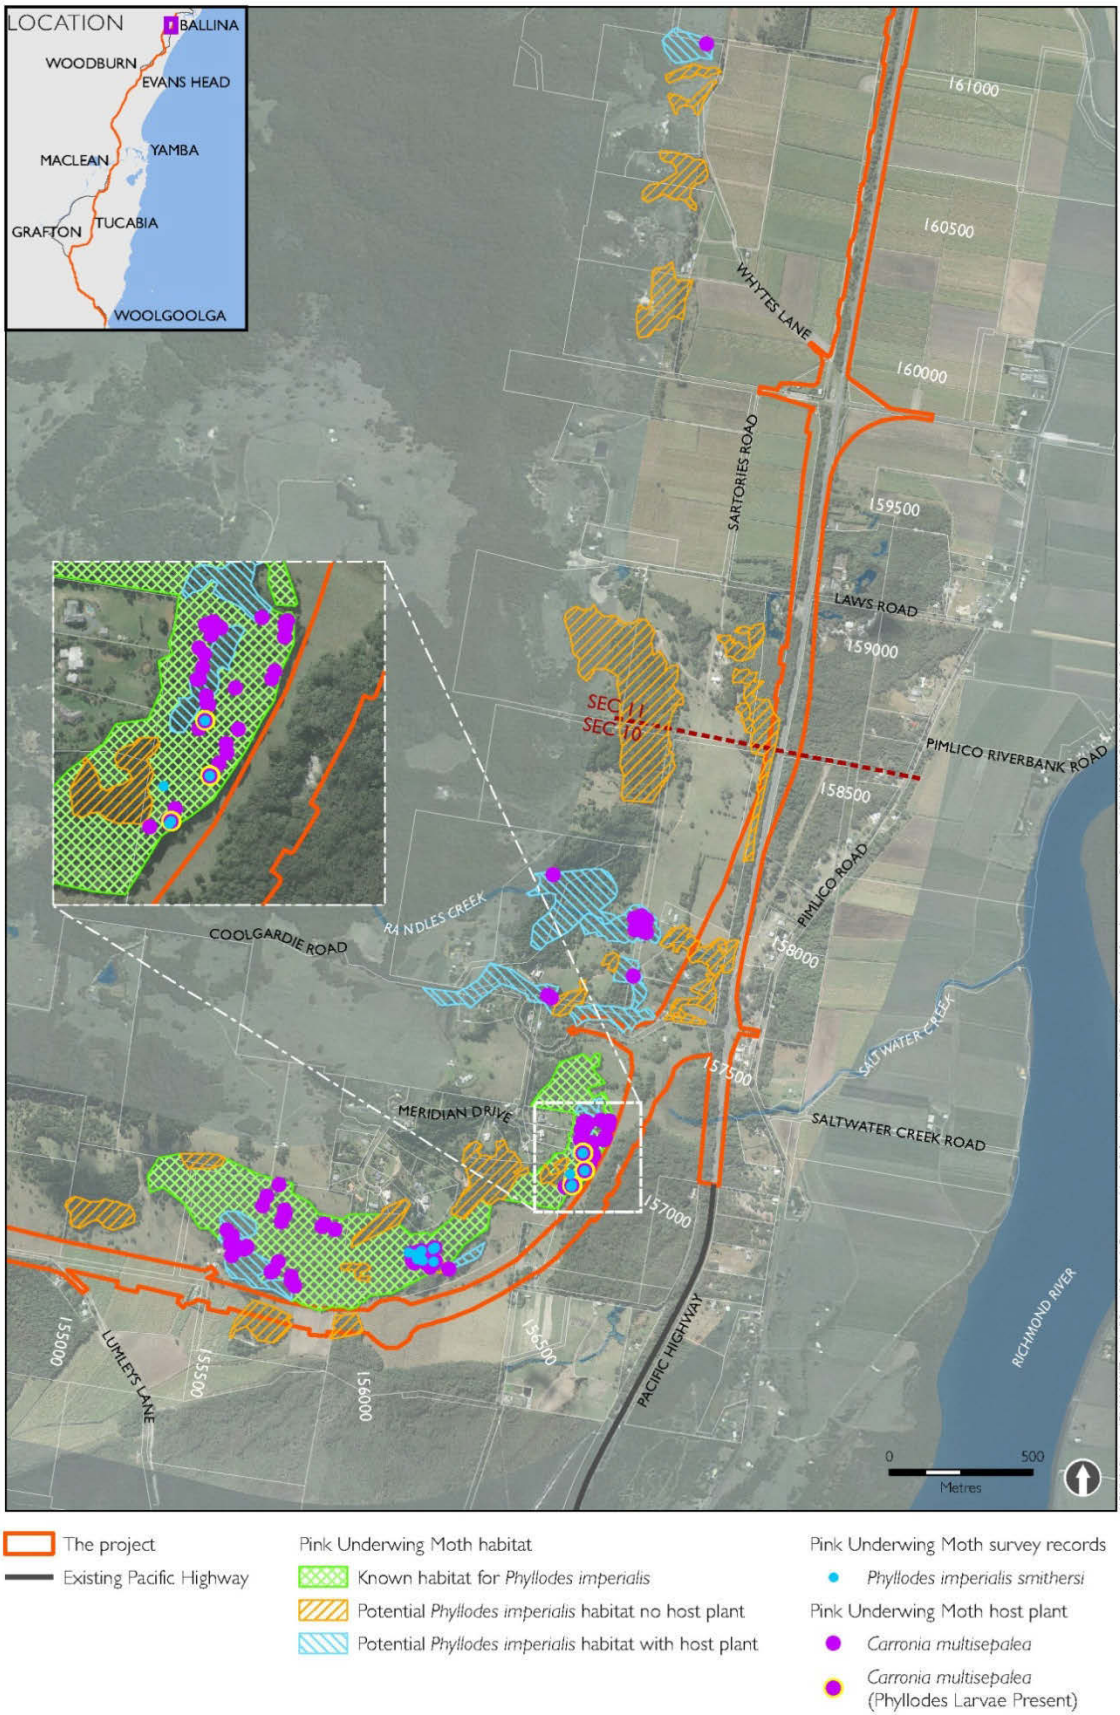 LOCATION
BALLINA
WOODBURN
EVANS HEAD
YAMBA
MACLEAN
TUCABIA
GRAFTON
WOOLGOOLGA
161000
160500
WHYTES LANE
160000
SARTORIES ROAD
159500
LAWS ROAD
159000
SEC 11
SEC 10
PIMLICO RIVERBANK ROAD
158500
PIMLICO ROAD
RANDLES CREEK
COOLGARDIE ROAD
158000
SALTWATER CREEK
157500
MERIDIAN DRIVE
SALTWATER CREEK ROAD
157000
RICHMOND RIVER
PACIFIC HIGHWAY
155000
LUMLEYS LANE
155500
156000
156500
0 500
Metres
The project
Existing Pacific Highway
Pink Underwing Moth habitat
Known habitat for Phyllodes imperialis
Potential Phyllodes imperialis habitat no host plant
Potential Phyllodes imperialis habitat with host plant
Pink Underwing Moth survey records
Phyllodes imperialis smithersi
Pink Underwing Moth host plant
Carronia multisepalea
Carronia multisepalea
(Phyllodes Larvae Present)